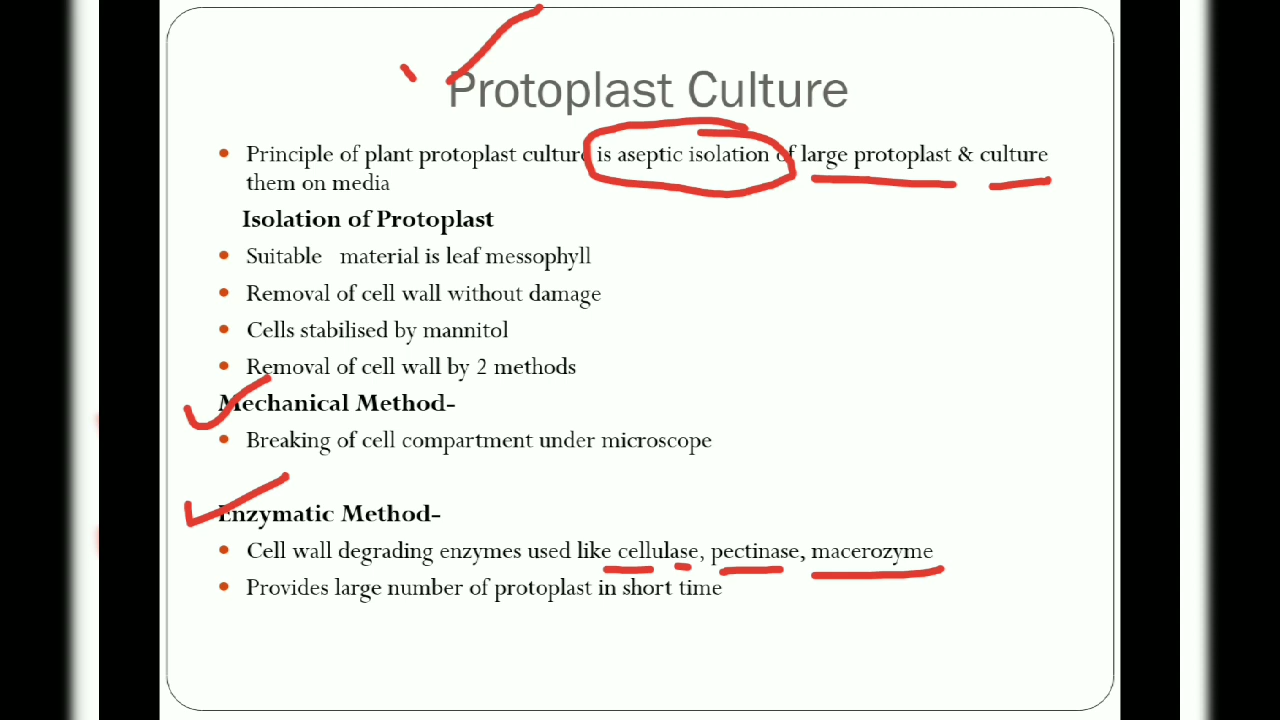 Protoplast Culture
• Principle of plant protoplast culture is aseptic isolation of large protoplast & culture
them on media
Isolation of Protoplast
• Suitable material is leaf messophyll
• Removal of cell wall without damage
• Cells stabilised by mannitol
• Removal of cell wall by 2 methods
Mechanical Method-
• Breaking of cell compartment under microscope
Enzymatic Method-
• Cell wall degrading enzymes used like cellulase, pectinase, macerozyme
• Provides large number of protoplast in short time